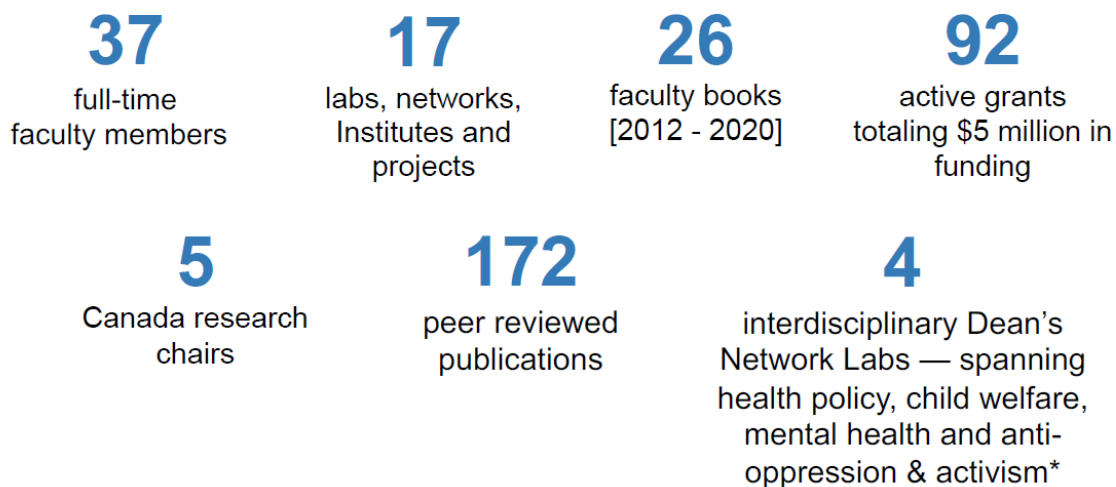 37
full-time
faculty members
17
labs, networks,
Institutes and
projects
26
faculty books
[2012 - 2020]
92
active grants
totaling $5 million in
funding
5
Canada research
chairs
172
peer reviewed
publications
4
interdisciplinary Dean’s
Network Labs — spanning
health policy, child welfare,
mental health and anti-
oppression & activism*